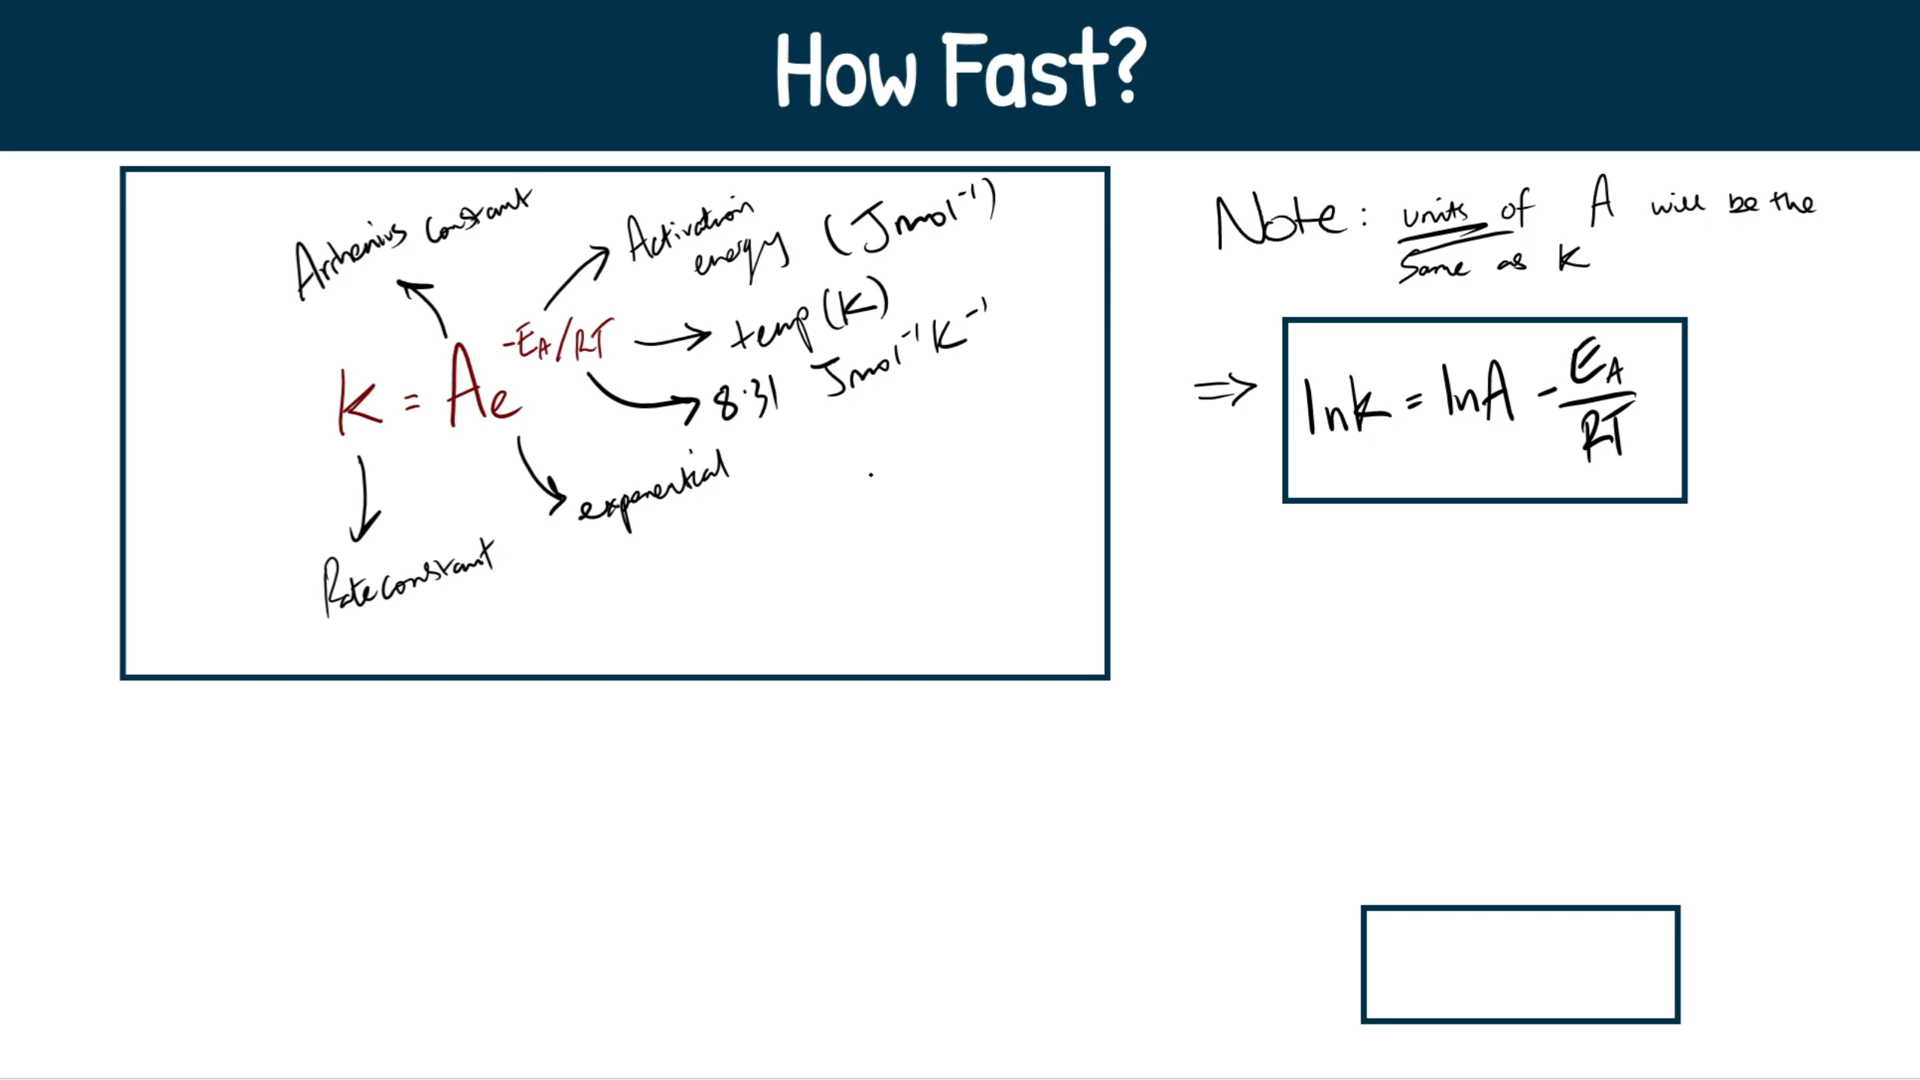 How Fast?
Arrhenius Constant
Activation
energy (Jmol⁻¹)
temp (K)
8.31 Jmol⁻¹K⁻¹
k = Ae^-EA/RT
exponential
Rate constant
Note: units of A will be the
Same as K
⇒ lnk = lnA - EA/RT